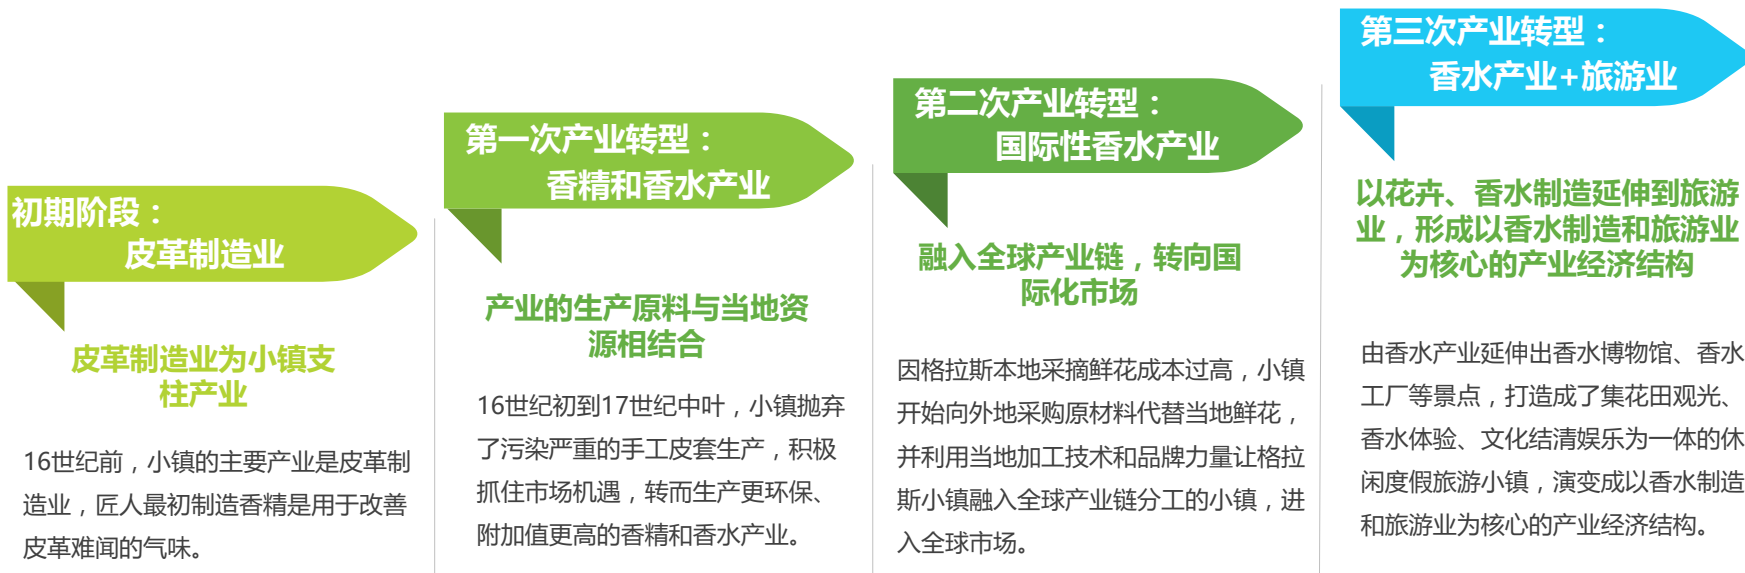 初期阶段：
皮革制造业
皮革制造业为小镇支
柱产业
16世纪前，小镇的主要产业是皮革制
造业，匠人最初制造香精是用于改善
皮革难闻的气味。
第一次产业转型：
香精和香水产业
产业的生产原料与当地资
源相结合
16世纪初到17世纪中叶，小镇抛弃
了污染严重的手工皮套生产，积极
抓住市场机遇，转而生产更环保、
附加值更高的香精和香水产业。
第二次产业转型：
国际性香水产业
融入全球产业链，转向国
际化市场
因格拉斯本地采摘鲜花成本过高，小镇
开始向外地采购原材料代替当地鲜花，
并利用当地加工技术和品牌力量让格拉
斯小镇融入全球产业链分工的小镇，进
入全球市场。
第三次产业转型：
香水产业+旅游业
以花卉、香水制造延伸到旅游
业，形成以香水制造和旅游业
为核心的产业经济结构
由香水产业延伸出香水博物馆、香水
工厂等景点，打造成了集花田观光、
香水体验、文化结清娱乐为一体的休
闲度假旅游小镇，演变成以香水制造
和旅游业为核心的产业经济结构。